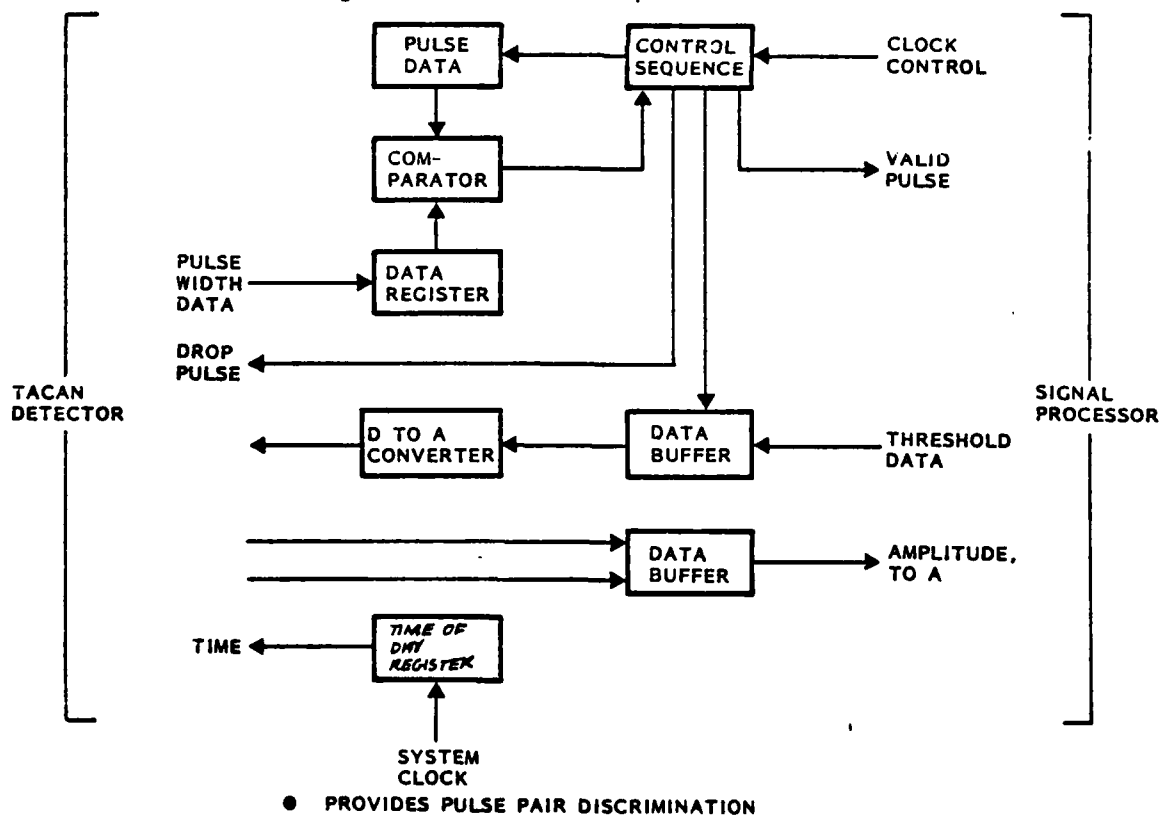 PULSE
DATA
CONTROL
SEQUENCE
CLOCK
CONTROL
COM-
PARATOR
VALID
PULSE
PULSE
WIDTH
DATA
DATA
REGISTER
DROP
PULSE
TACAN
DETECTOR
SIGNAL
PROCESSOR
D TO A
CONVERTER
DATA
BUFFER
THRESHOLD
DATA
DATA
BUFFER
AMPLITUDE,
TO A
TIME
TIME OF
DAY
REGISTER
SYSTEM
CLOCK
● PROVIDES PULSE PAIR DISCRIMINATION